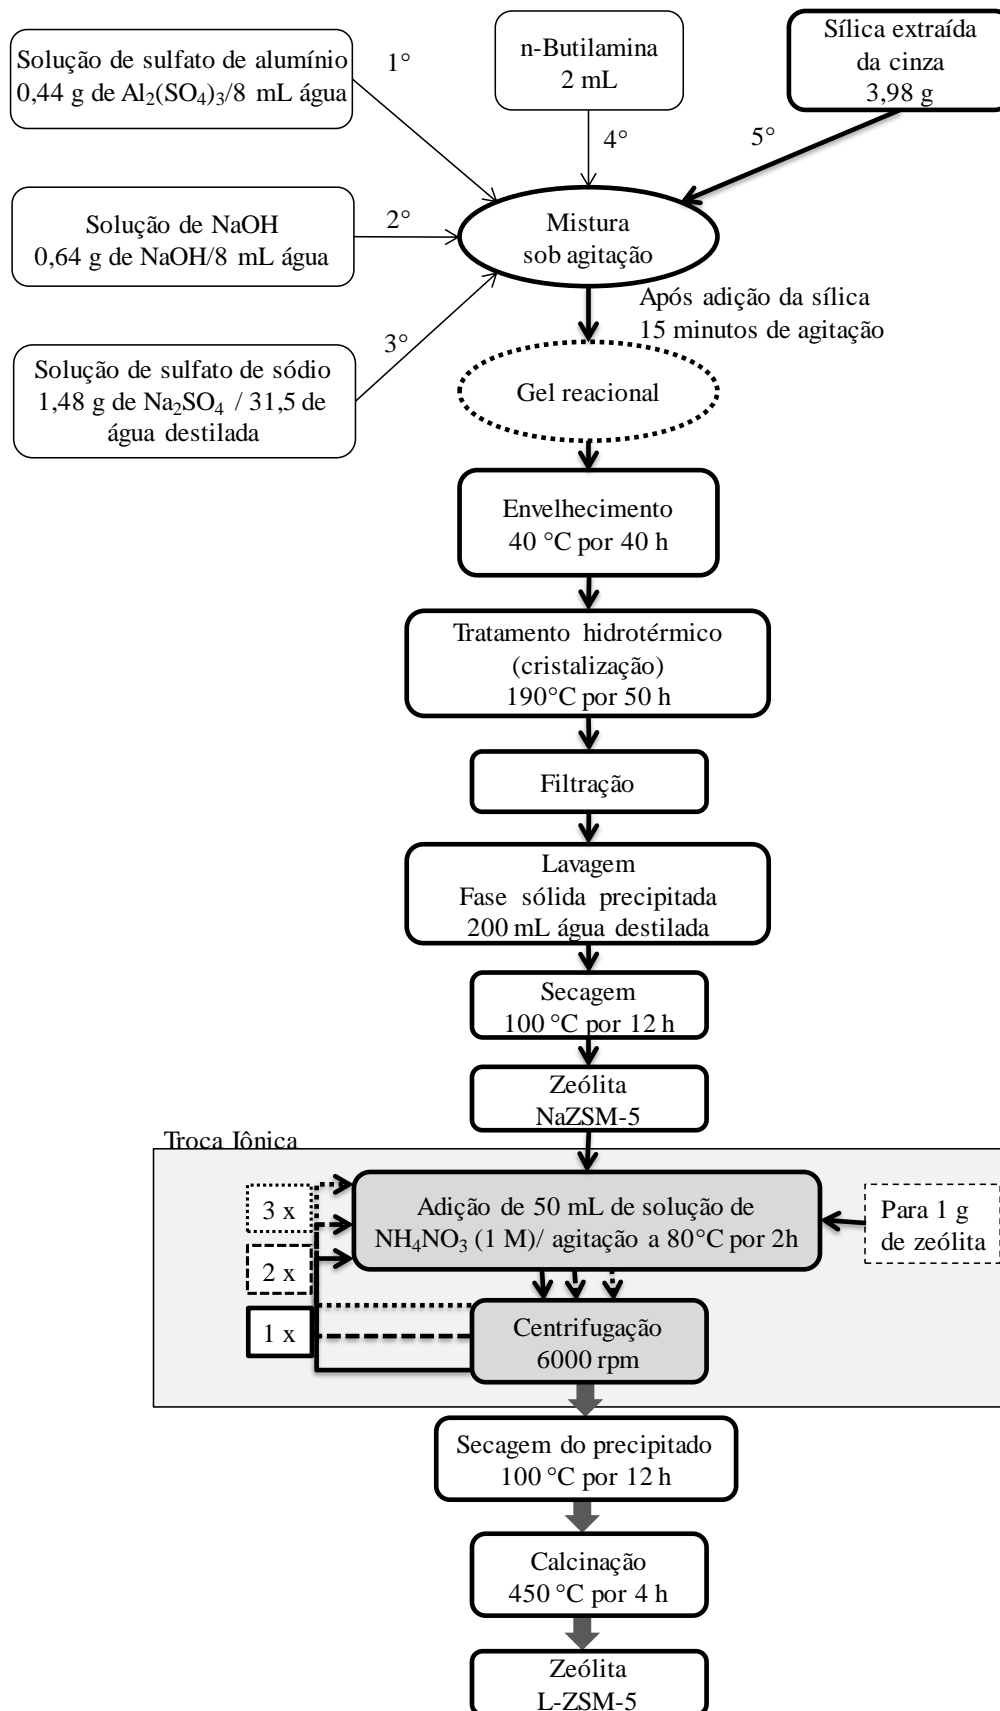 Solução de sulfato de alumínio
0,44 g de Al₂(SO₄)₃/8 mL água
1°
n-Butilamina
2 mL
4°
Sílica extraída
da cinza
3,98 g
5°
Solução de NaOH
0,64 g de NaOH/8 mL água
2°
Mistura
sob agitação
Solução de sulfato de sódio
1,48 g de Na₂SO₄ / 31,5 de
água destilada
3°
Após adição da sílica
15 minutos de agitação
Gel reacional
Envelhecimento
40 °C por 40 h
Tratamento hidrotérmico
(cristalização)
190°C por 50 h
Filtração
Lavagem
Fase sólida precipitada
200 mL água destilada
Secagem
100 °C por 12 h
Zeólita
NaZSM-5
Troca Iônica
3 x
2 x
1 x
Adição de 50 mL de solução de
NH₄NO₃ (1 M)/ agitação a 80°C por 2h
Para 1 g
de zeólita
Centrifugação
6000 rpm
Secagem do precipitado
100 °C por 12 h
Calcinação
450 °C por 4 h
Zeólita
L-ZSM-5